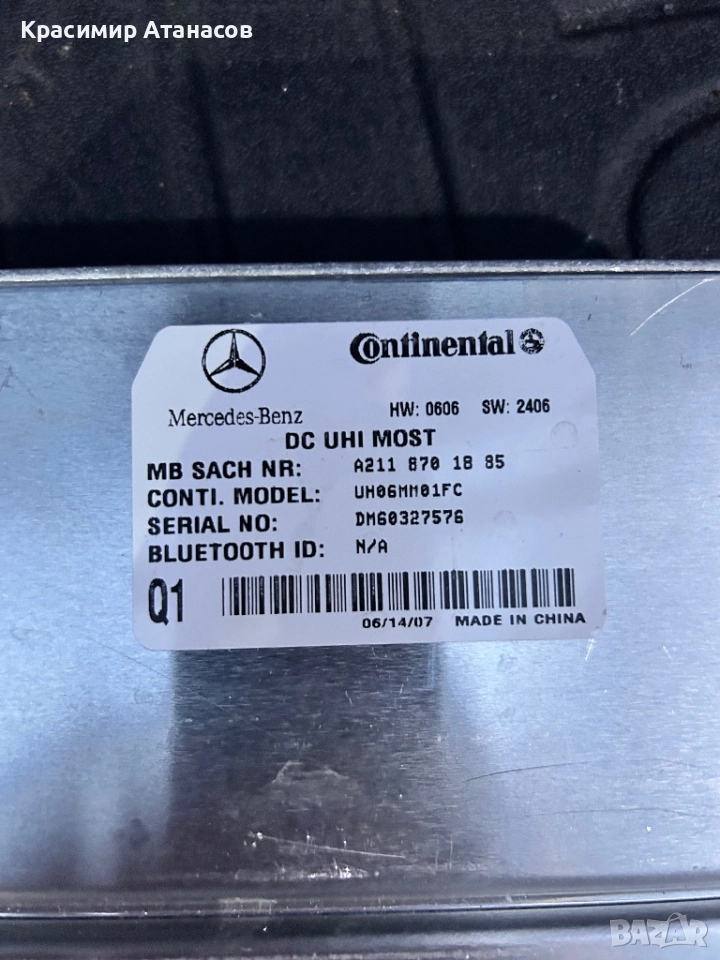 Красимир Атанасов
Continental
Mercedes-Benz
HW: 0606 SW: 2406
DC UHI MOST
MB SACH NR: A211 870 18 85
CONTI. MODEL: UH06MM01FC
SERIAL NO: DM60327576
BLUETOOTH ID: N/A
Q1
06/14/07 MADE IN CHINA
BAZAR